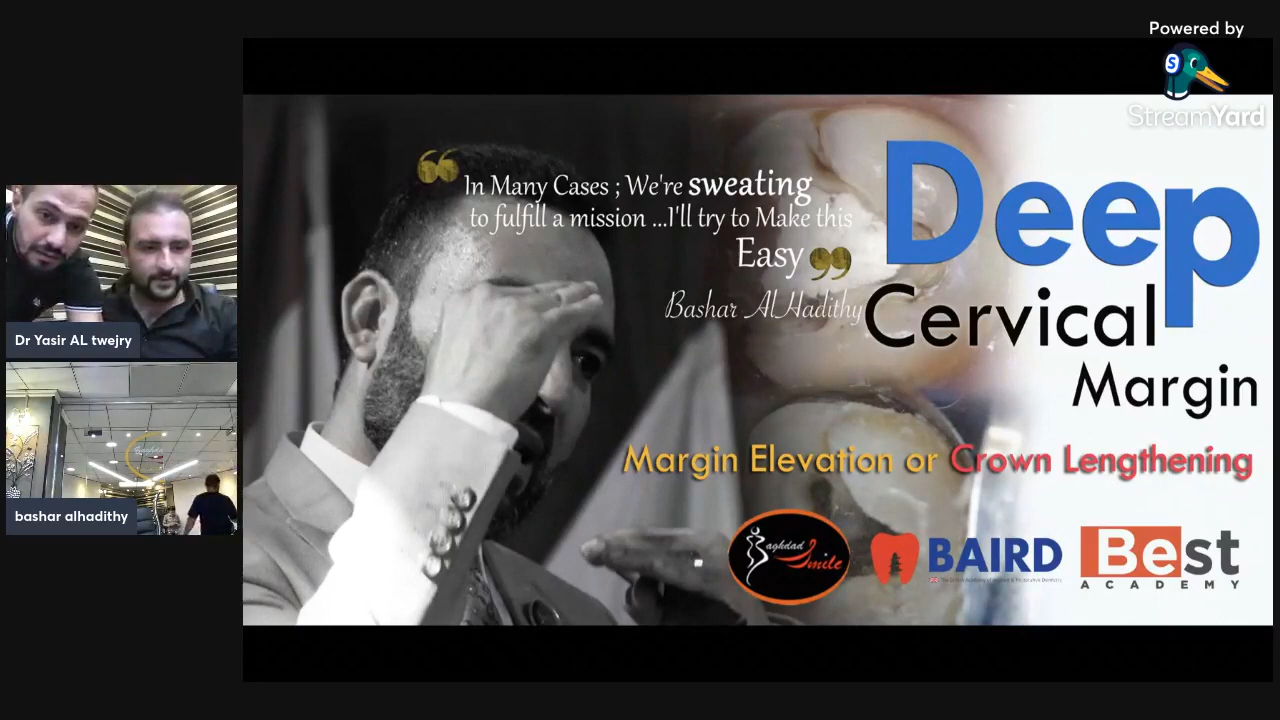 Powered by
StreamYard
In Many Cases ; We're sweating
to fulfill a mission ...I'll try to Make this
Easy
Bashar AlHadithy
Deep
Cervical
Margin
Margin Elevation or Crown Lengthening
Baghdad Smile
BAIRD
Best
ACADEMY
Dr Yasir AL twejry
bashar alhadithy